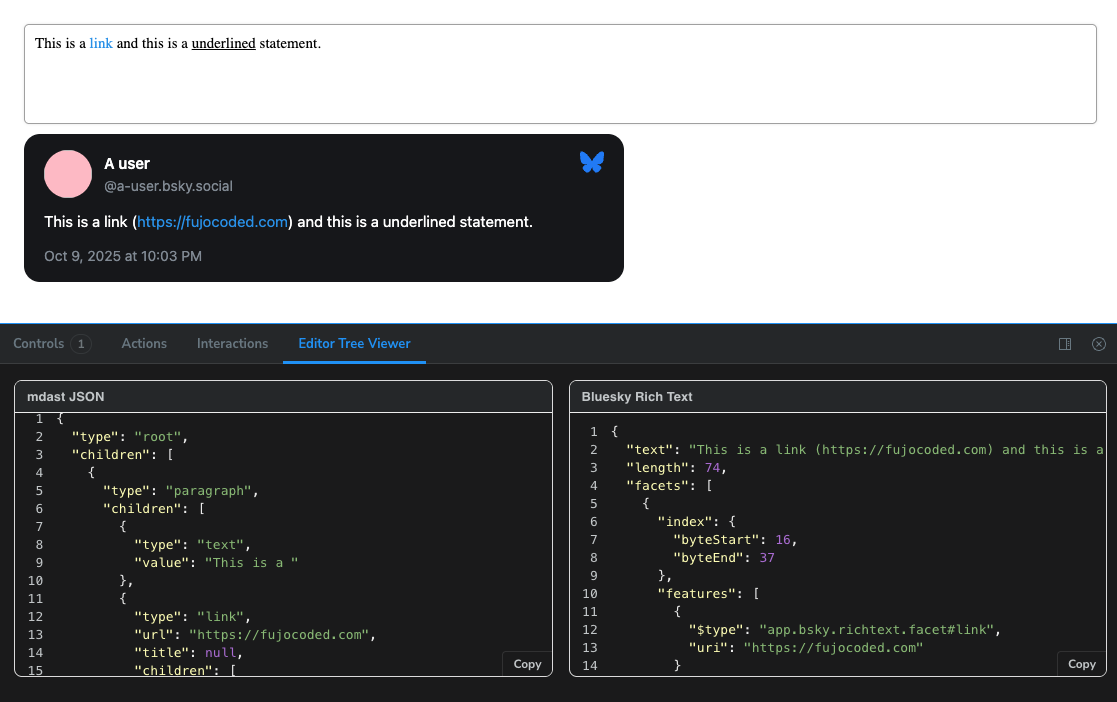 This is a link and this is a underlined statement.
A user
@a-user.bsky.social
This is a link (https://fujocoded.com) and this is a underlined statement.
Oct 9, 2025 at 10:03 PM
Controls 1 Actions Interactions Editor Tree Viewer
mdast JSON
1 {
2 "type": "root",
3 "children": [
4 {
5 "type": "paragraph",
6 "children": [
7 {
8 "type": "text",
9 "value": "This is a "
10 },
11 {
12 "type": "link",
13 "url": "https://fujocoded.com",
14 "title": null,
15 "children": [
Copy
Bluesky Rich Text
1 {
2 "text": "This is a link (https://fujocoded.com) and this is a
3 "length": 74,
4 "facets": [
5 {
6 "index": {
7 "byteStart": 16,
8 "byteEnd": 37
9 },
10 "features": [
11 {
12 "$type": "app.bsky.richtext.facet#link",
13 "uri": "https://fujocoded.com"
14 }
Copy